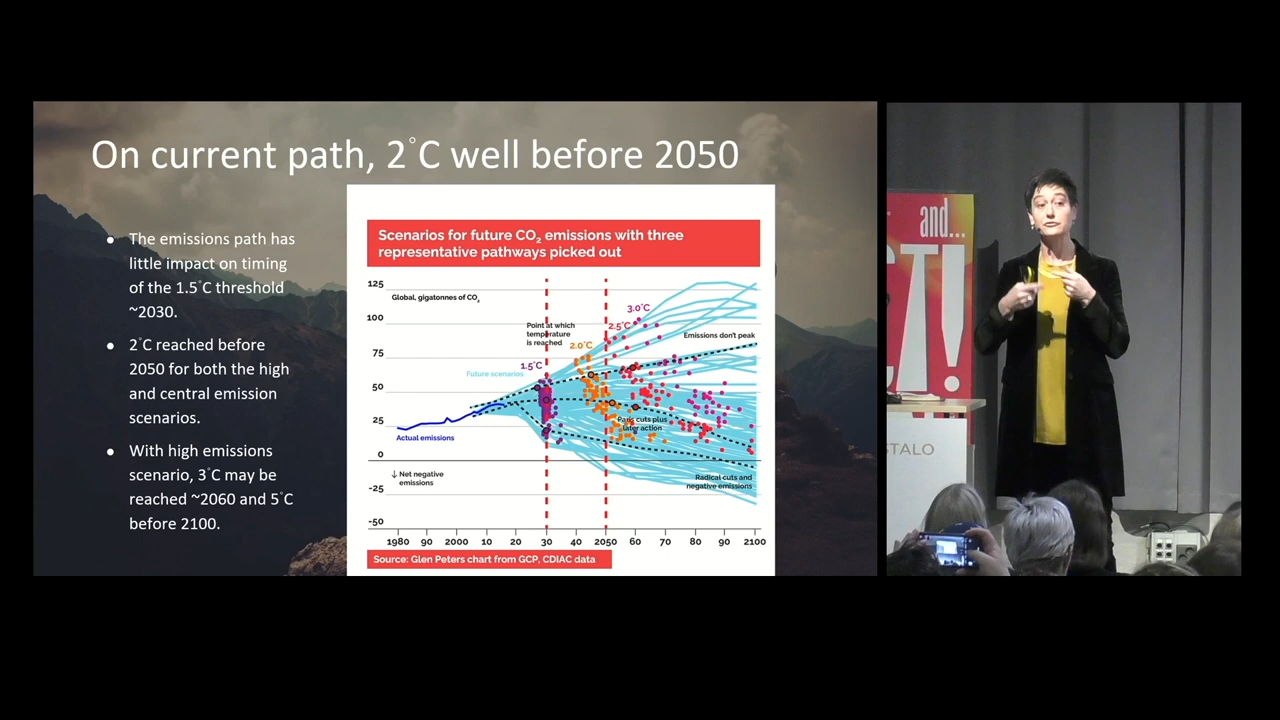 On current path, 2°C well before 2050
● The emissions path has
little impact on timing
of the 1.5°C threshold
~2030.
● 2°C reached before
2050 for both the high
and central emission
scenarios.
● With high emissions
scenario, 3°C may be
reached ~2060 and 5°C
before 2100.
Scenarios for future CO₂ emissions with three
representative pathways picked out
125
Global, gigatonnes of CO₂
100
75
50
25
0
-25
-50
3.0°C
2.5°C
Point at which
temperature
is reached
Emissions don't peak
2.0°C
1.5°C
Future scenarios
Paris cuts plus
later action
Actual emissions
↓ Net negative
emissions
Radical cuts and
negative emissions
1980 90 2000 10 20 30 40 2050 60 70 80 90 2100
Source: Glen Peters chart from GCP, CDIAC data
and...
CT!
STALO